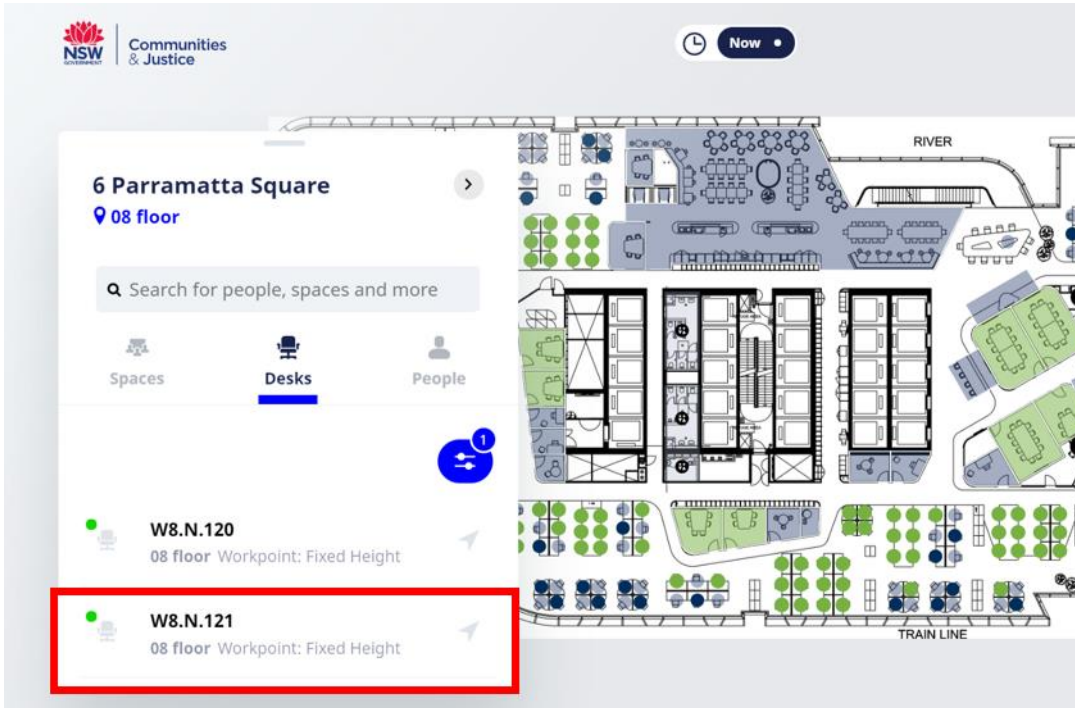 NSW
GOVERNMENT
Communities
& Justice
Now
6 Parramatta Square
08 floor
Search for people, spaces and more
Spaces
Desks
People
1
W8.N.120
08 floor Workpoint: Fixed Height
W8.N.121
08 floor Workpoint: Fixed Height
RIVER
TRAIN LINE